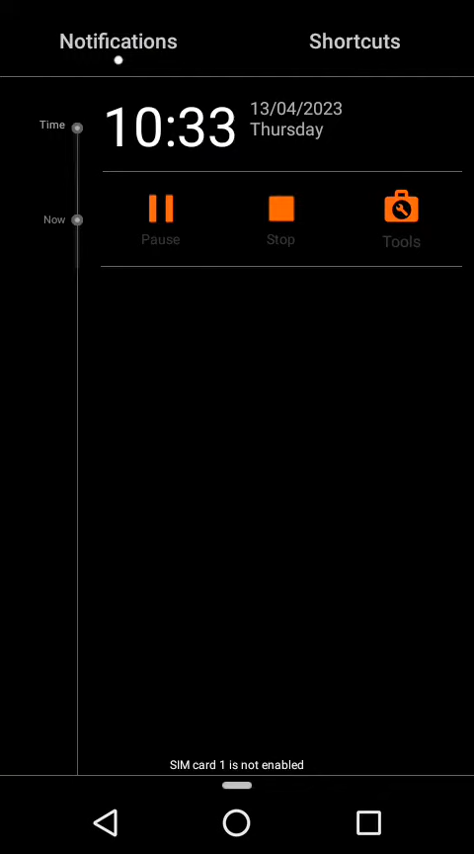 Notifications Shortcuts
Time
10:33
13/04/2023
Thursday
Now
Pause Stop Tools
SIM card 1 is not enabled